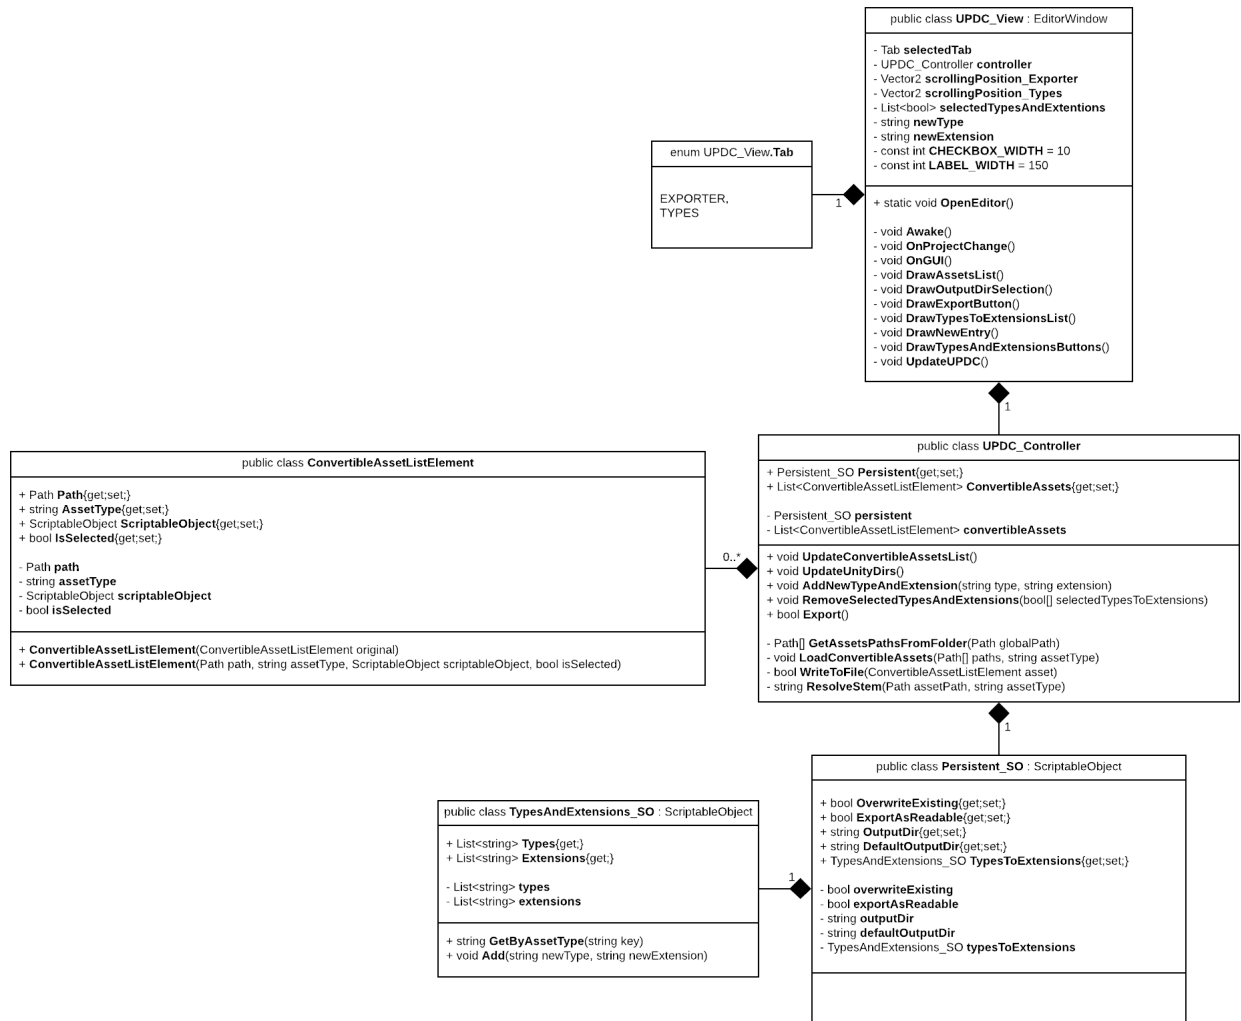 public class UPDC_View : EditorWindow
- Tab selectedTab
- UPDC_Controller controller
- Vector2 scrollingPosition_Exporter
- Vector2 scrollingPosition_Types
- List<bool> selectedTypesAndExtentions
- string newType
- string newExtension
- const int CHECKBOX_WIDTH = 10
- const int LABEL_WIDTH = 150
+ static void OpenEditor()
- void Awake()
- void OnProjectChange()
- void OnGUI()
- void DrawAssetsList()
- void DrawOutputDirSelection()
- void DrawExportButton()
- void DrawTypesToExtensionsList()
- void DrawNewEntry()
- void DrawTypesAndExtensionsButtons()
- void UpdateUPDC()
enum UPDC_View.Tab
EXPORTER,
TYPES
1
1
public class UPDC_Controller
+ Persistent_SO Persistent{get;set;}
+ List<ConvertibleAssetListElement> ConvertibleAssets{get;set;}
- Persistent_SO persistent
- List<ConvertibleAssetListElement> convertibleAssets
+ void UpdateConvertibleAssetsList()
+ void UpdateUnityDirs()
+ void AddNewTypeAndExtension(string type, string extension)
+ void RemoveSelectedTypesAndExtensions(bool[] selectedTypesToExtensions)
+ bool Export()
- Path[] GetAssetsPathsFromFolder(Path globalPath)
- void LoadConvertibleAssets(Path[] paths, string assetType)
- bool WriteToFile(ConvertibleAssetListElement asset)
- string ResolveStem(Path assetPath, string assetType)
public class ConvertibleAssetListElement
+ Path Path{get;set;}
+ string AssetType{get;set;}
+ ScriptableObject ScriptableObject{get;set;}
+ bool IsSelected{get;set;}
- Path path
- string assetType
- ScriptableObject scriptableObject
- bool isSelected
+ ConvertibleAssetListElement(ConvertibleAssetListElement original)
+ ConvertibleAssetListElement(Path path, string assetType, ScriptableObject scriptableObject, bool isSelected)
0..*
1
public class Persistent_SO : ScriptableObject
+ bool OverwriteExisting{get;set;}
+ bool ExportAsReadable{get;set;}
+ string OutputDir{get;set;}
+ string DefaultOutputDir{get;set;}
+ TypesAndExtensions_SO TypesToExtensions{get;set;}
- bool overwriteExisting
- bool exportAsReadable
- string outputDir
- string defaultOutputDir
- TypesAndExtensions_SO typesToExtensions
public class TypesAndExtensions_SO : ScriptableObject
+ List<string> Types{get;}
+ List<string> Extensions{get;}
- List<string> types
- List<string> extensions
+ string GetByAssetType(string key)
+ void Add(string newType, string newExtension)
1